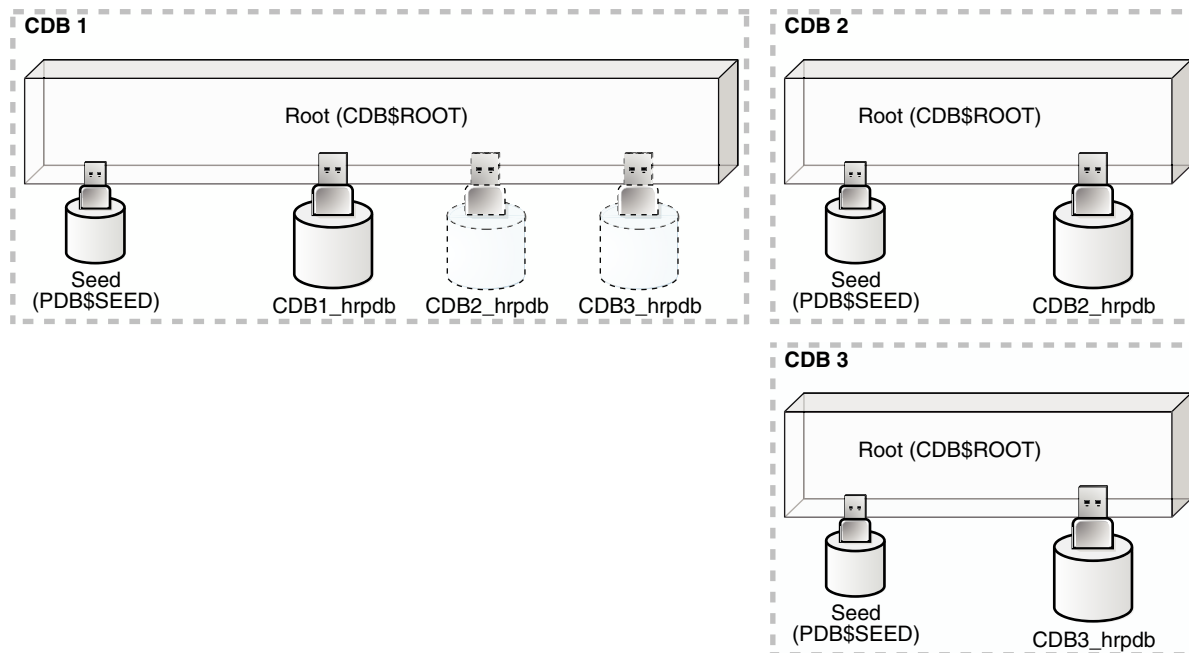 CDB 1
Root (CDB$ROOT)
Seed
(PDB$SEED)
CDB1_hrpdb
CDB2_hrpdb
CDB3_hrpdb
CDB 2
Root (CDB$ROOT)
Seed
(PDB$SEED)
CDB2_hrpdb
CDB 3
Root (CDB$ROOT)
Seed
(PDB$SEED)
CDB3_hrpdb